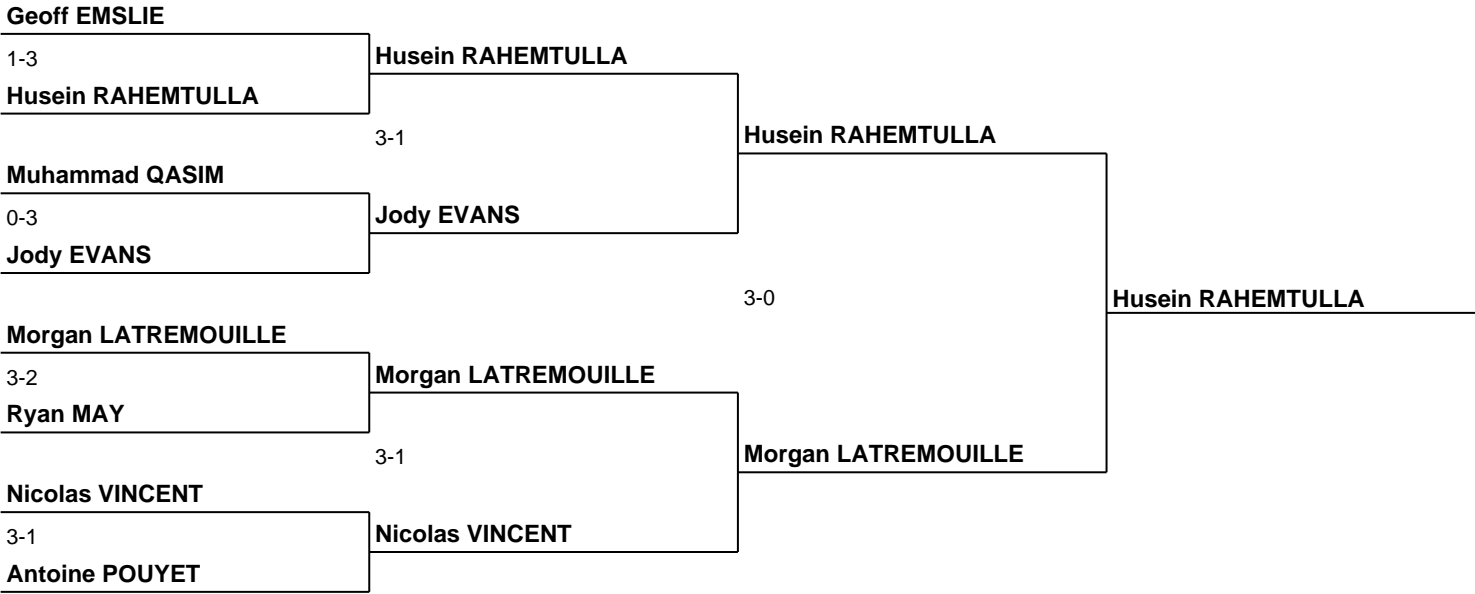 Geoff EMSLIE
1-3
Husein RAHEMTULLA
Husein RAHEMTULLA
3-1
Husein RAHEMTULLA
Muhammad QASIM
0-3
Jody EVANS
Jody EVANS
3-0
Husein RAHEMTULLA
Morgan LATREMOUILLE
3-2
Morgan LATREMOUILLE
Ryan MAY
3-1
Morgan LATREMOUILLE
Nicolas VINCENT
3-1
Nicolas VINCENT
Antoine POUYET